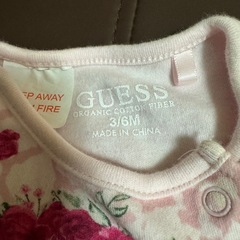 GUESS
ORGANIC COTTON FIBER
3/6M
MADE IN CHINA
EP AWAY
FIRE